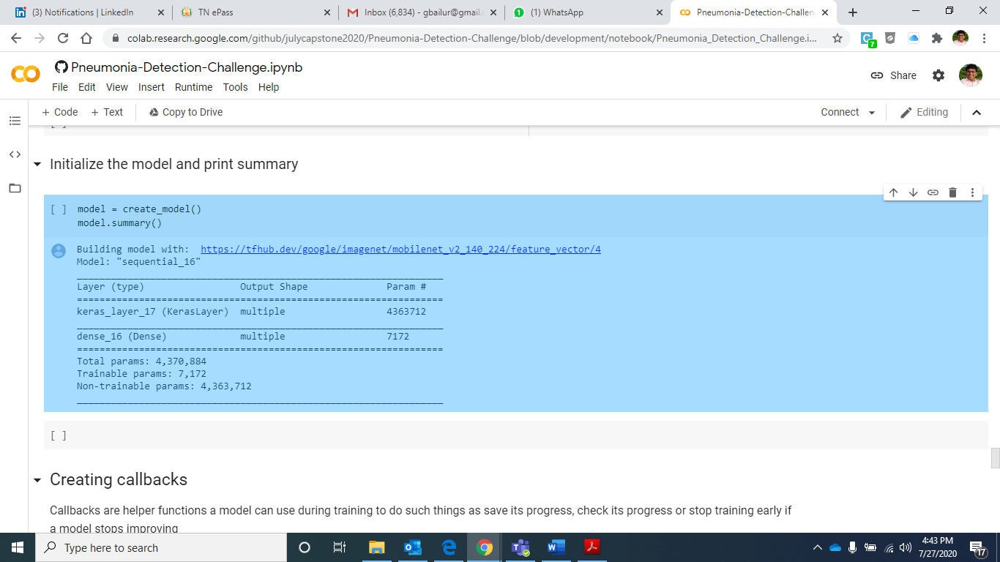 (3) Notifications | LinkedIn
TN ePass
Inbox (6,834) - gbailur@gmail.
(1) WhatsApp
Pneumonia-Detection-Challen
colab.research.google.com/github/julycapstone2020/Pneumonia-Detection-Challenge/blob/development/notebook/Pneumonia_Detection_Challenge.i...
7
Pneumonia-Detection-Challenge.ipynb
Share
File Edit View Insert Runtime Tools Help
+ Code + Text Copy to Drive Connect Editing
Initialize the model and print summary
[ ] model = create_model()
model.summary()
Building model with: https://tfhub.dev/google/imagenet/mobilenet_v2_140_224/feature_vector/4
Model: "sequential_16"
_________________________________________________________________
Layer (type) Output Shape Param #
=================================================================
keras_layer_17 (KerasLayer) multiple 4363712
_________________________________________________________________
dense_16 (Dense) multiple 7172
=================================================================
Total params: 4,370,884
Trainable params: 7,172
Non-trainable params: 4,363,712
_________________________________________________________________
[ ]
Creating callbacks
Callbacks are helper functions a model can use during training to do such things as save its progress, check its progress or stop training early if
a model stops improving
Type here to search
4:43 PM
7/27/2020
17